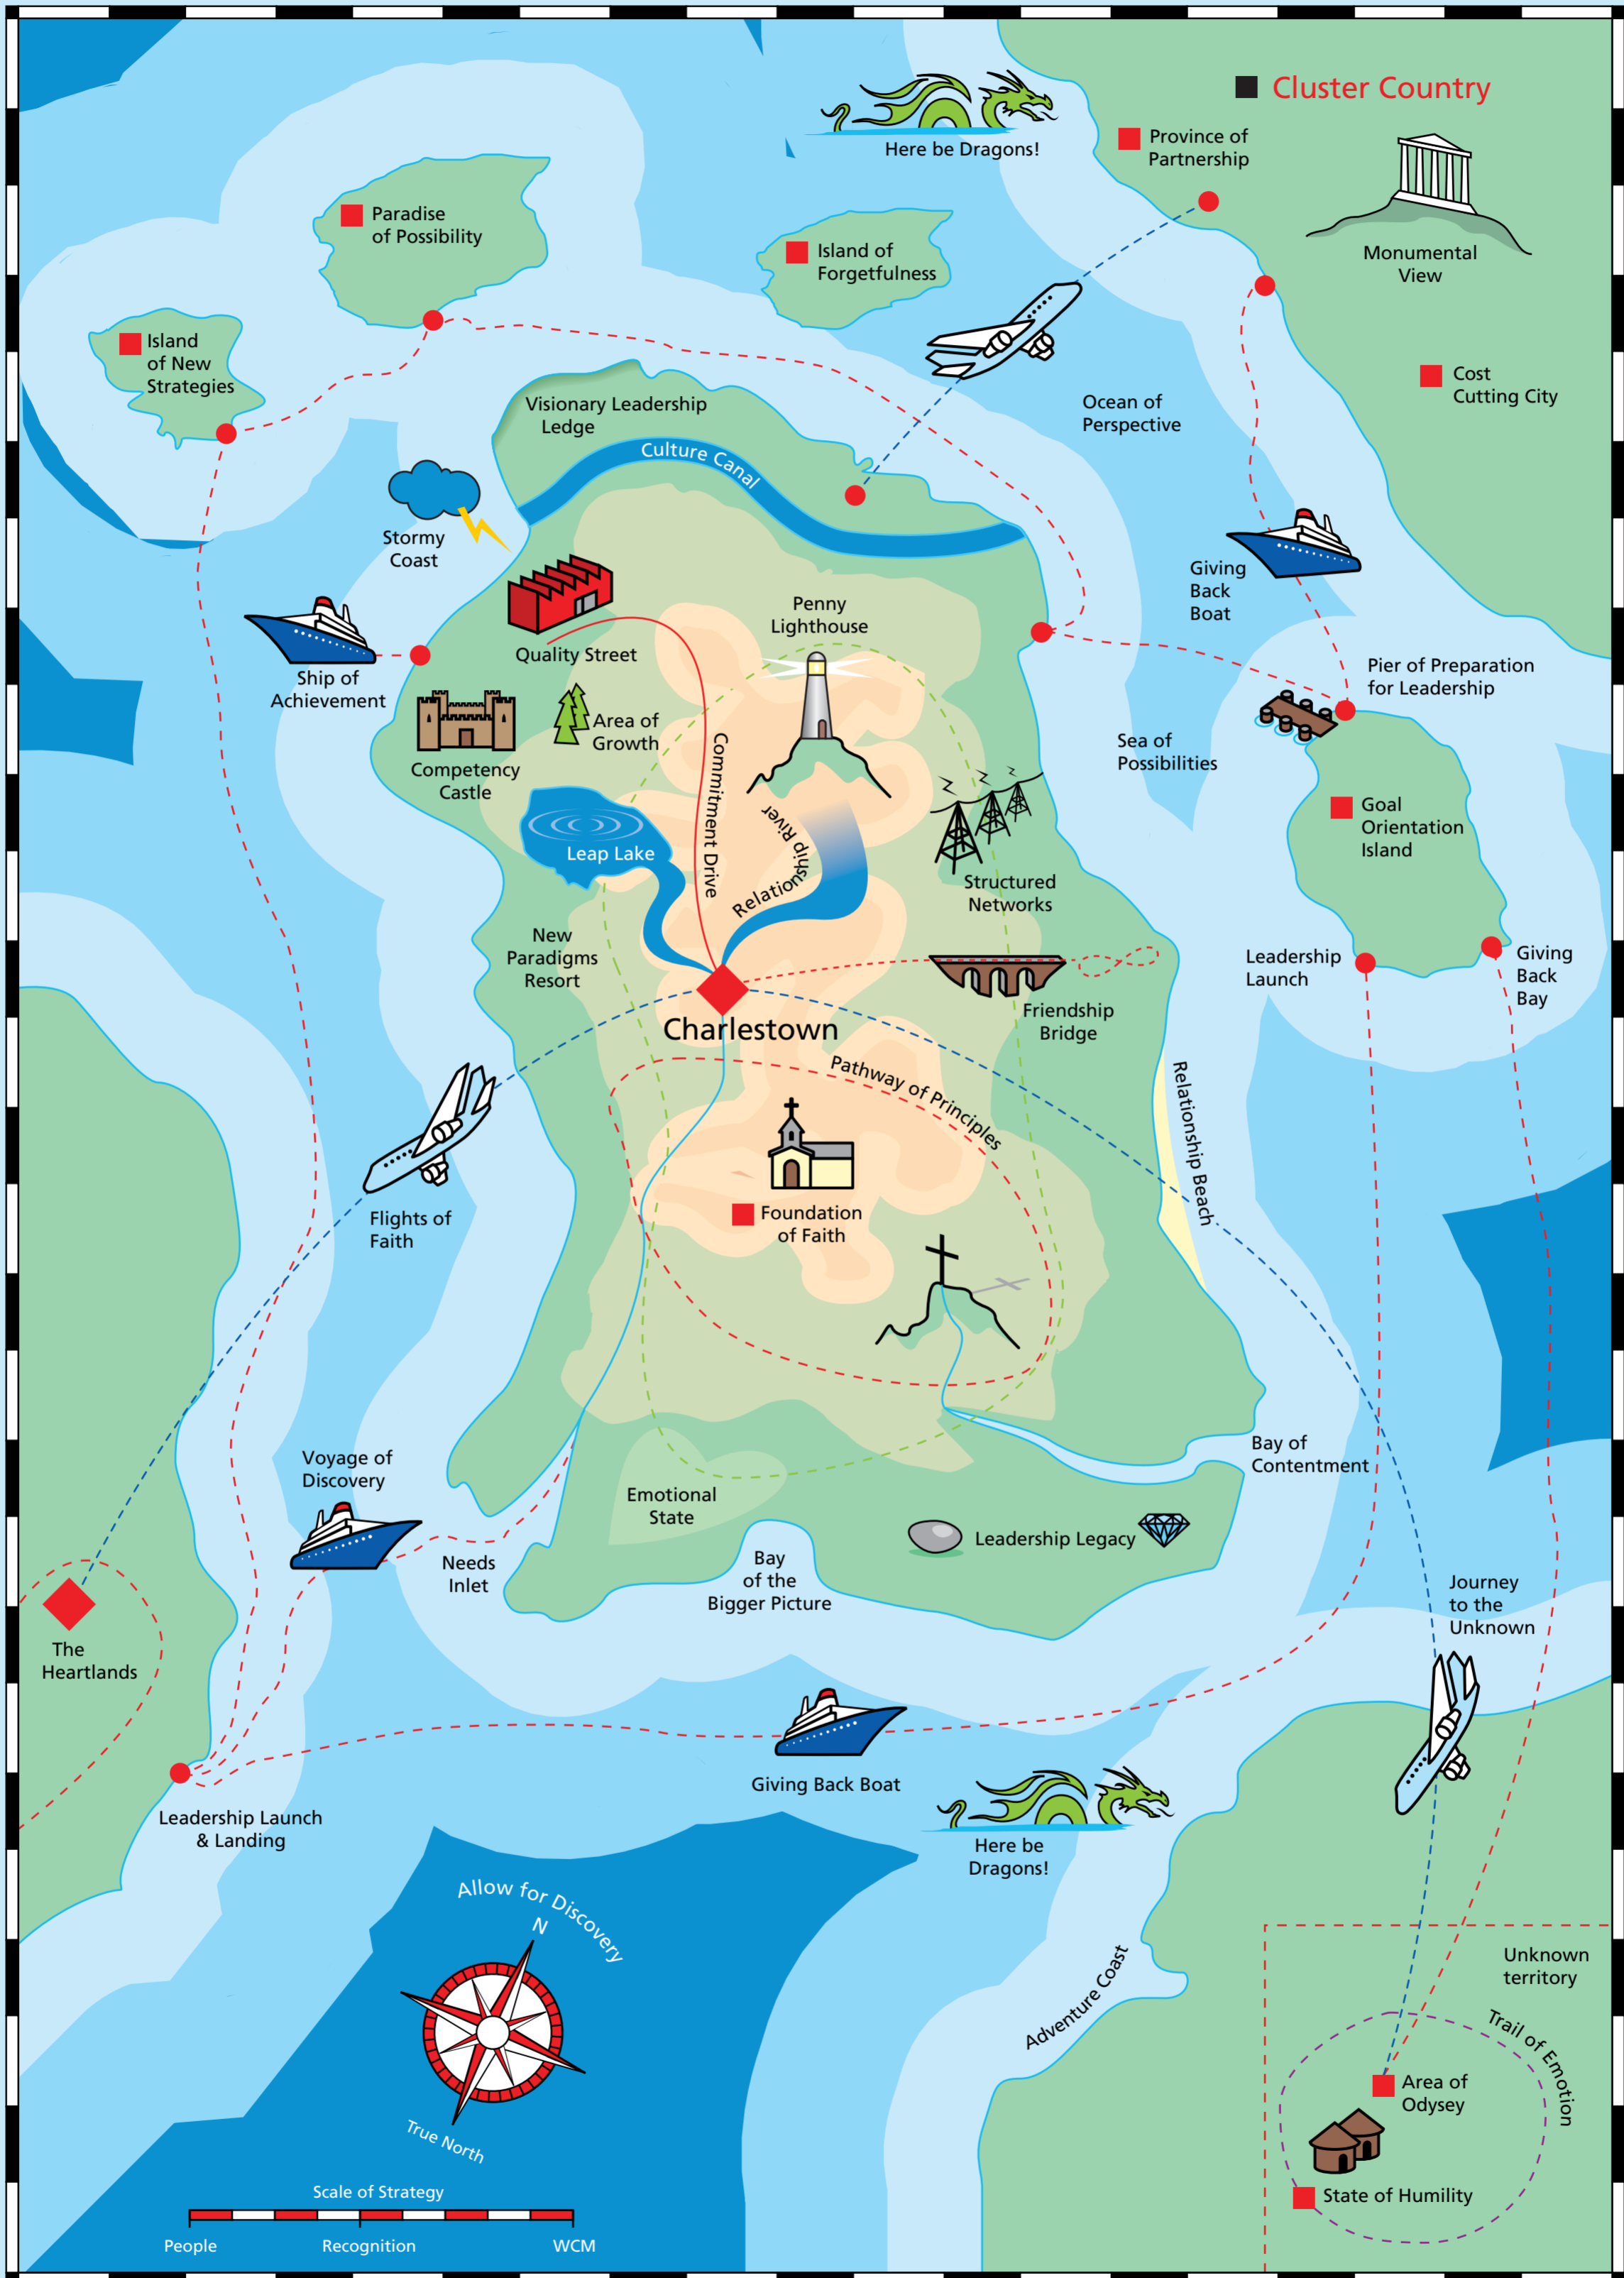 Cluster Country
Here be Dragons!
Province of
Partnership
Monumental
View
Paradise
of Possibility
Island of
Forgetfulness
Island
of New
Strategies
Cost
Cutting City
Visionary Leadership
Ledge
Ocean of
Perspective
Culture Canal
Stormy
Coast
Giving
Back
Boat
Penny
Lighthouse
Quality Street
Ship of
Achievement
Pier of Preparation
for Leadership
Area of
Growth
Commitment Drive
Sea of
Possibilities
Competency
Castle
Goal
Orientation
Island
Leap Lake
Relationship River
Structured
Networks
New
Paradigms
Resort
Leadership
Launch
Giving
Back
Bay
Friendship
Bridge
Charlestown
Pathway of Principles
Relationship Beach
Flights of
Faith
Foundation
of Faith
Bay of
Contentment
Voyage of
Discovery
Emotional
State
Leadership Legacy
Needs
Inlet
Bay
of the
Bigger Picture
Journey
to the
Unknown
The
Heartlands
Giving Back Boat
Leadership Launch
& Landing
Here be
Dragons!
Allow for Discovery
N
Adventure Coast
Unknown
territory
Trail of Emotion
Area of
Odysey
True North
State of Humility
Scale of Strategy
People
Recognition
WCM